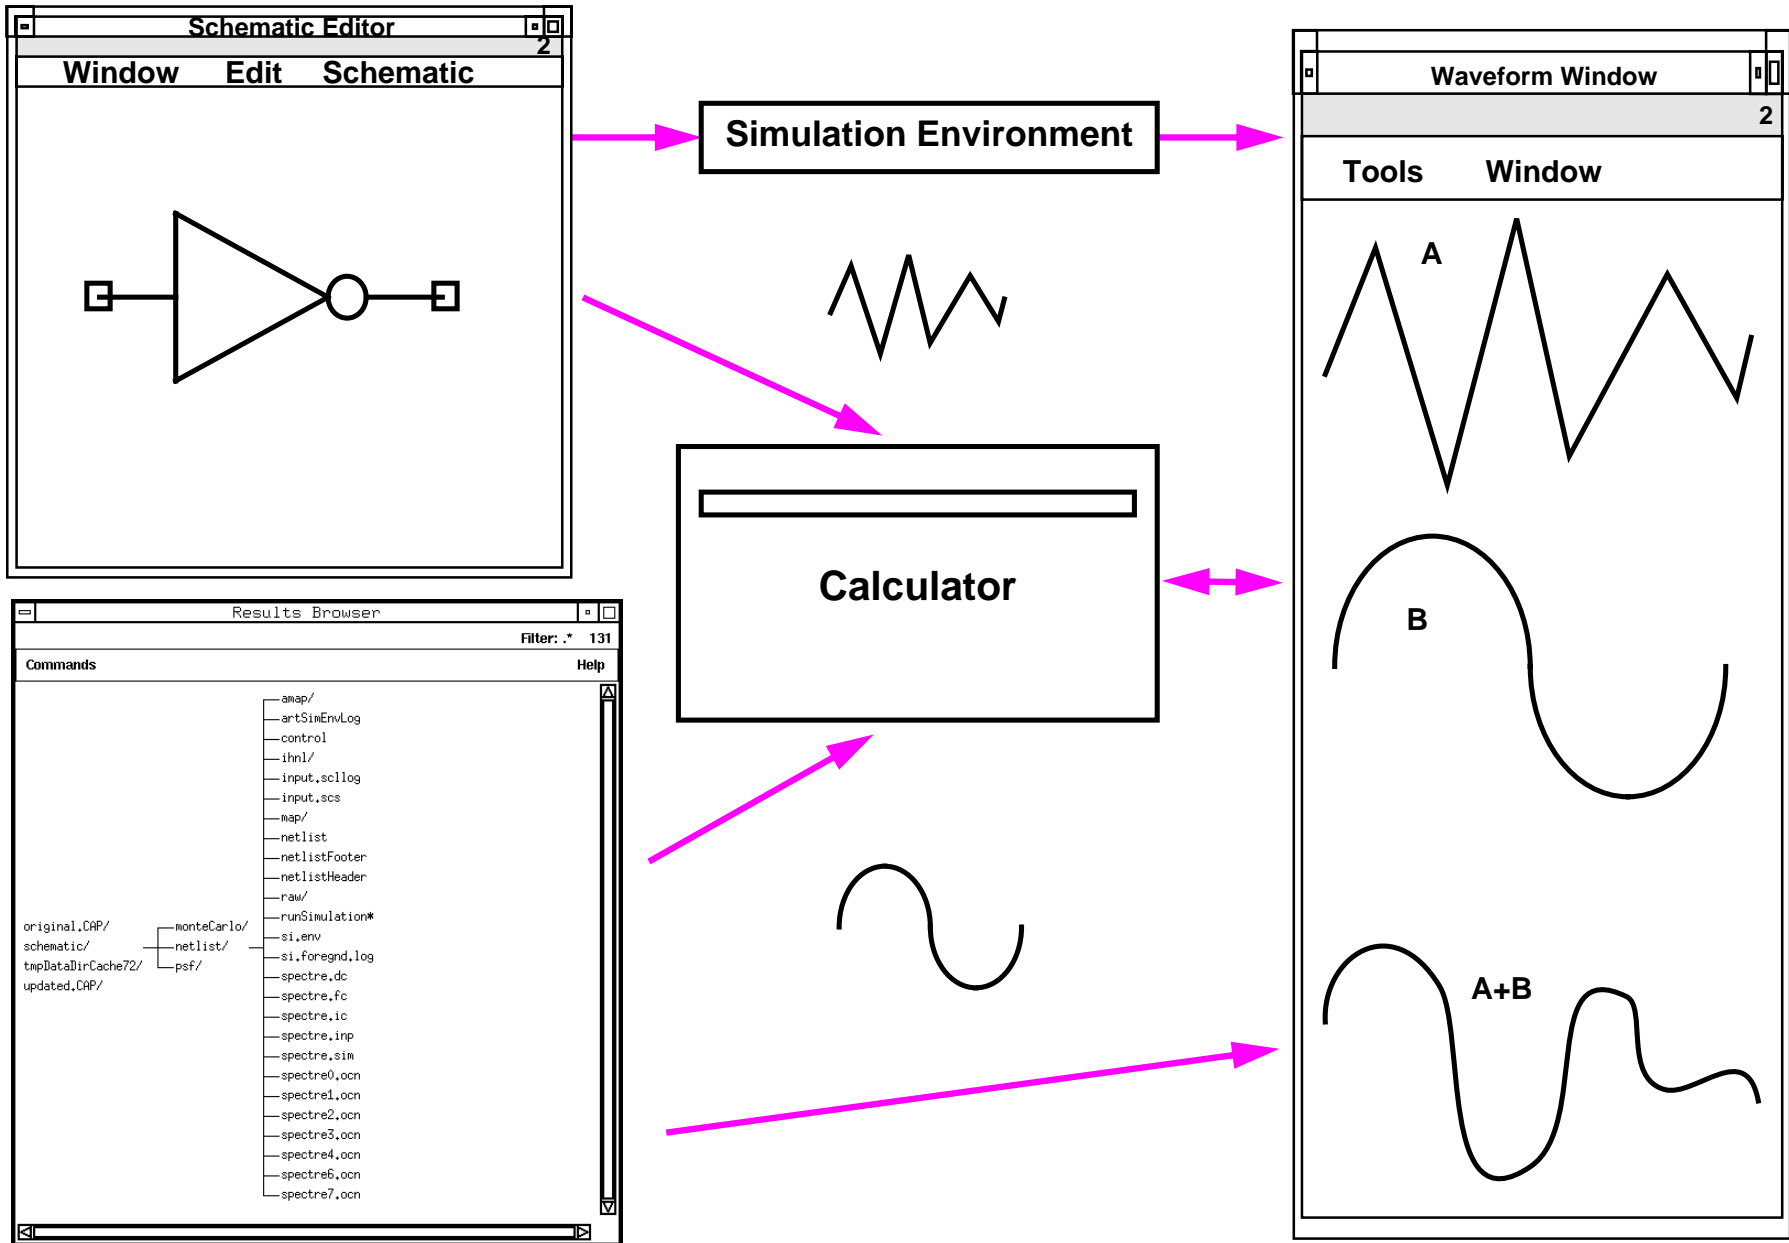 Schematic Editor
2
Window Edit Schematic
Simulation Environment
Waveform Window
2
Tools Window
A
B
A+B
Calculator
Results Browser
Filter: .* 131
Commands Help
original.CAP/
schematic/
tmpDataDirCache72/
updated.CAP/
monteCarlo/
netlist/
psf/
amap/
artSimEnvLog
control
ihnl/
input.scllog
input.scs
map/
netlist
netlistFooter
netlistHeader
raw/
runSimulation*
si.env
si.foregnd.log
spectre.dc
spectre.fc
spectre.ic
spectre.inp
spectre.sim
spectre0.ocn
spectre1.ocn
spectre2.ocn
spectre3.ocn
spectre4.ocn
spectre6.ocn
spectre7.ocn